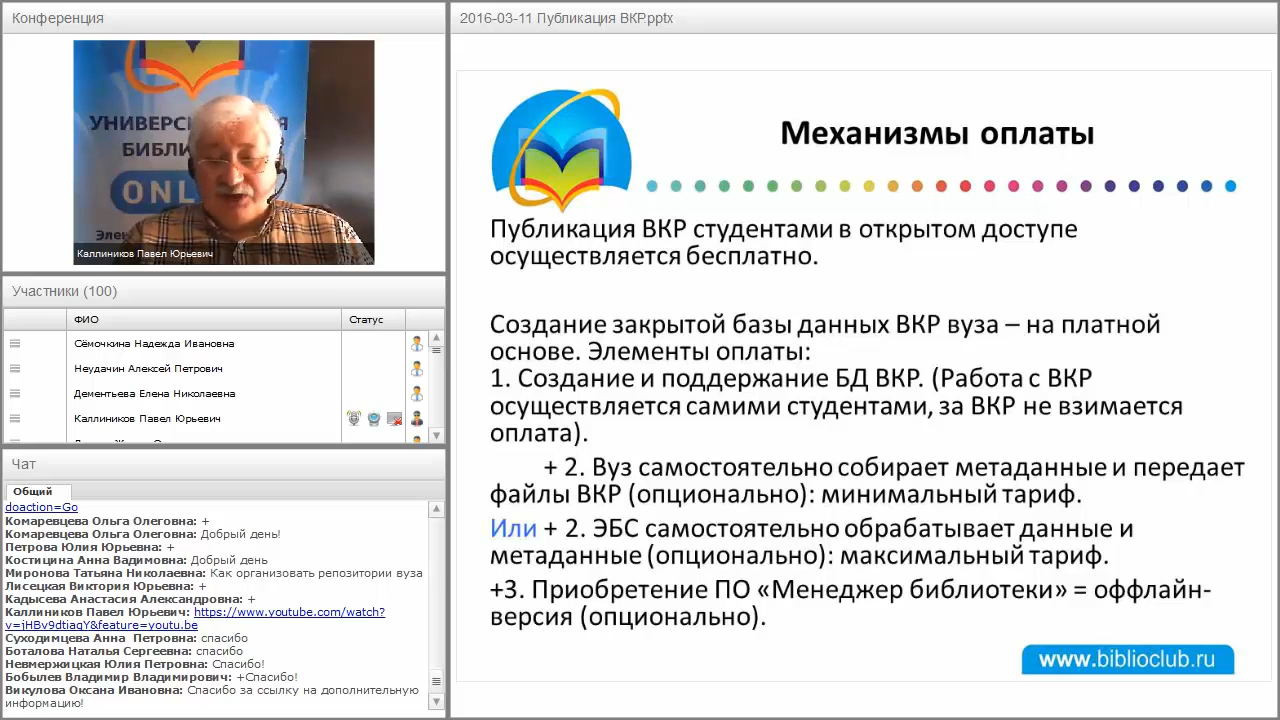 Конференция
УНИВЕРС
БИБЛИ
ONL
Каллиников Павел Юрьевич
Участники (100)
ФИО
Статус
Сёмочкина Надежда Ивановна
Неудачин Алексей Петрович
Дементьева Елена Николаевна
Каллиников Павел Юрьевич
Чат
Общий
doaction=Go
Комаревцева Ольга Олеговна: +
Комаревцева Ольга Олеговна: Добрый день!
Петрова Юлия Юрьевна: +
Костицина Анна Вадимовна: Добрый день
Миронова Татьяна Николаевна: Как организовать репозитории вуза
Лисецкая Виктория Юрьевна: +
Кадысева Анастасия Александровна: +
Каллиников Павел Юрьевич: https://www.youtube.com/watch?
v=jHBv9dtiaqY&feature=youtu.be
Суходимцева Анна Петровна: спасибо
Боталова Наталья Сергеевна: спасибо
Невмержицкая Юлия Петровна: Спасибо!
Бобылев Владимир Владимирович: +Спасибо!
Викулова Оксана Ивановна: Спасибо за ссылку на дополнительную
информацию!
2016-03-11 Публикация ВКР.pptx
Механизмы оплаты
Публикация ВКР студентами в открытом доступе
осуществляется бесплатно.
Создание закрытой базы данных ВКР вуза – на платной
основе. Элементы оплаты:
1. Создание и поддержание БД ВКР. (Работа с ВКР
осуществляется самими студентами, за ВКР не взимается
оплата).
+ 2. Вуз самостоятельно собирает метаданные и передает
файлы ВКР (опционально): минимальный тариф.
Или + 2. ЭБС самостоятельно обрабатывает данные и
метаданные (опционально): максимальный тариф.
+3. Приобретение ПО «Менеджер библиотеки» = оффлайн-
версия (опционально).
www.biblioclub.ru